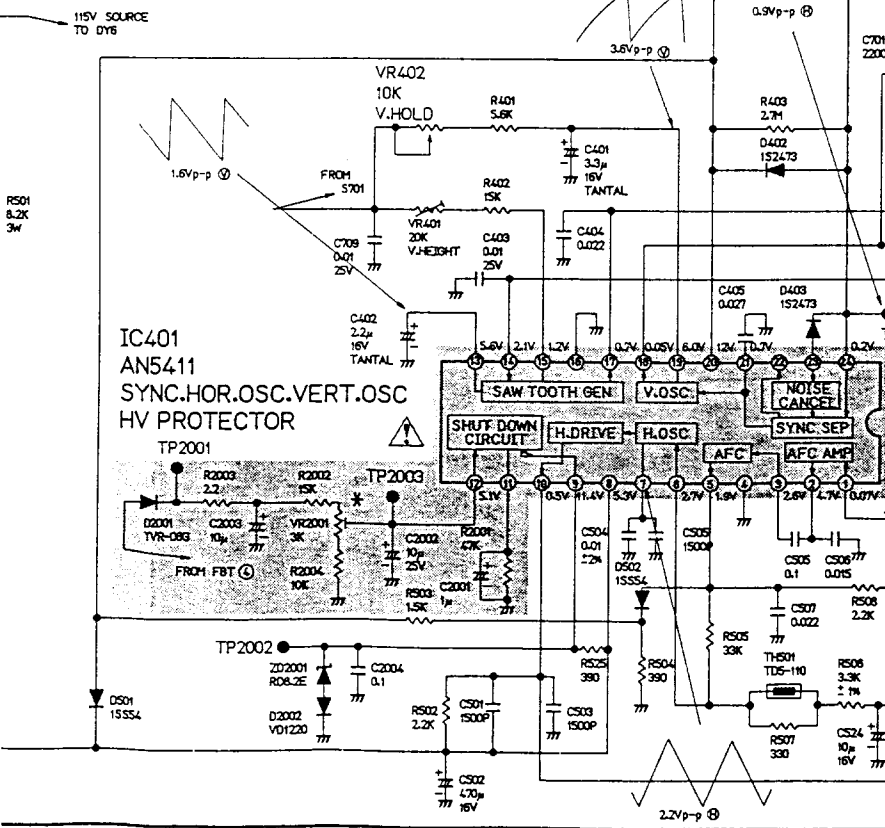 115V SOURCE
TO DY6
3.6Vp-p Ⓥ
0.9Vp-p Ⓗ
C701
VR402
10K
V.HOLD
R401
5.6K
C401
3.3μ
16V
TANTAL
R403
2.7M
D402
1S2473
1.6Vp-p Ⓥ
FROM
S701
R402
15K
VR401
20K
V.HEIGHT
R501
8.2K
3W
C709
0.01
25V
C403
0.01
25V
C404
0.022
C405
0.027
D403
1S2473
C402
2.2μ
16V
TANTAL
IC401
AN5411
SYNC.HOR.OSC.VERT.OSC
HV PROTECTOR
5.6V 2.1V 1.2V 0.7V 0.05V 6.0V 12V 0.7V 0.2V
13 14 15 16 17 18 19 20 21 22 23 24
SAW TOOTH GEN
V.OSC
NOISE
CANCEL
SHUT DOWN
CIRCUIT
H.DRIVE
H.OSC
SYNC.SEP
AFC
AFC AMP
12 11 10 9 8 7 6 5 4 3 2 1
5.1V 0.5V 11.4V 5.3V 2.7V 1.9V 2.6V 4.7V 0.07V
TP2001
TP2003
R2003
2.2
R2002
15K
*
D2001
TVR-06G
C2003
10μ
VR2001
3K
R2004
10K
FROM FBT ④
C2002
10μ
25V
R2001
47K
C2001
1μ
R503
1.5K
C504
0.01
±2%
D502
1SS54
C505
1500P
C505
0.1
C506
0.015
C507
0.022
R508
2.2K
TP2002
ZD2001
RD8.2E
C2004
0.1
D2002
VD1220
D501
1SS54
R525
390
R504
390
R505
33K
TH501
TD5-110
R506
3.3K
± 1%
R507
330
C524
10μ
16V
R502
2.2K
C501
1500P
C503
1500P
C502
470μ
16V
2.2Vp-p Ⓗ